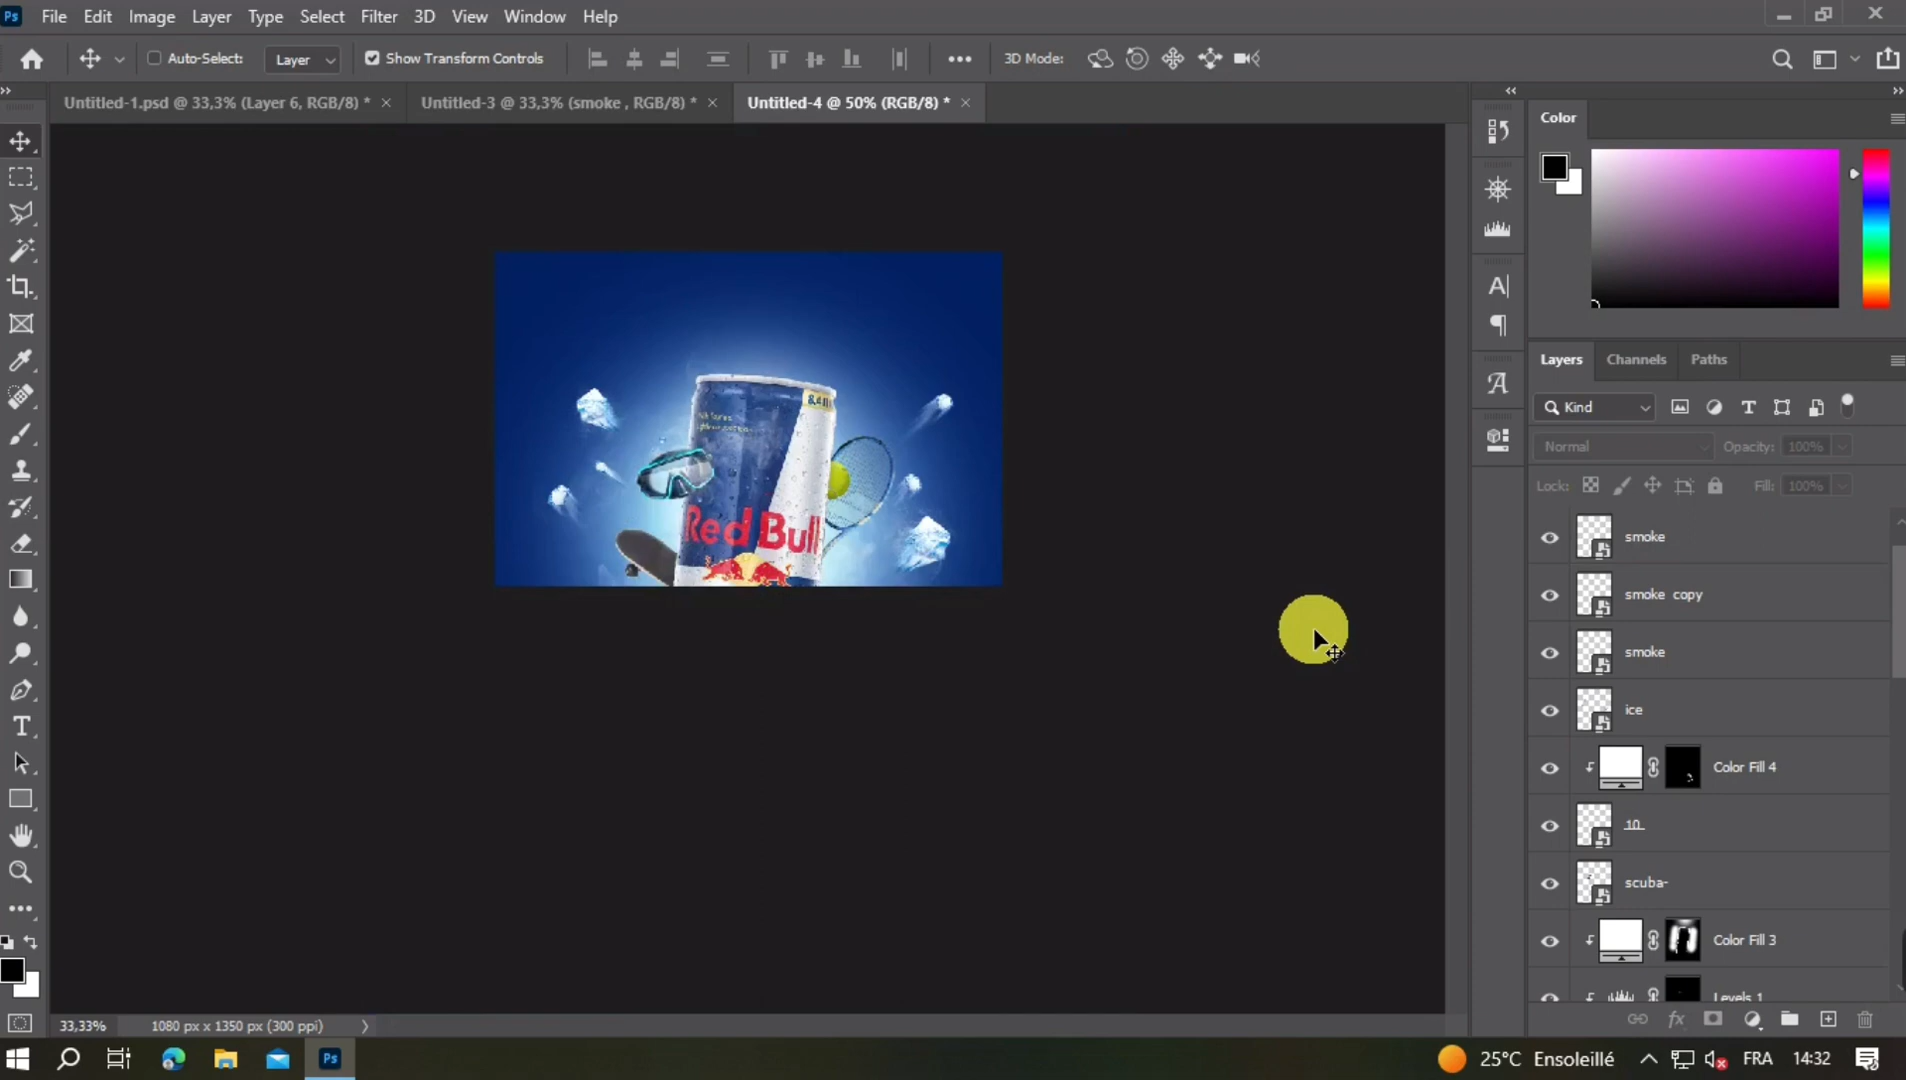 Ps File Edit Image Layer Type Select Filter 3D View Window Help
Auto-Select: Layer Show Transform Controls 3D Mode:
Untitled-1.psd @ 33,3% (Layer 6, RGB/8) * Untitled-3 @ 33,3% (smoke , RGB/8) * Untitled-4 @ 50% (RGB/8) *
Color
Layers Channels Paths
Kind
Normal Opacity: 100%
Lock: Fill: 100%
smoke
smoke copy
smoke
ice
Color Fill 4
10
scuba-
Color Fill 3
Levels 1
Red Bull
33,33% 1080 px x 1350 px (300 ppi)
Ps 25°C Ensoleillé FRA 14:32